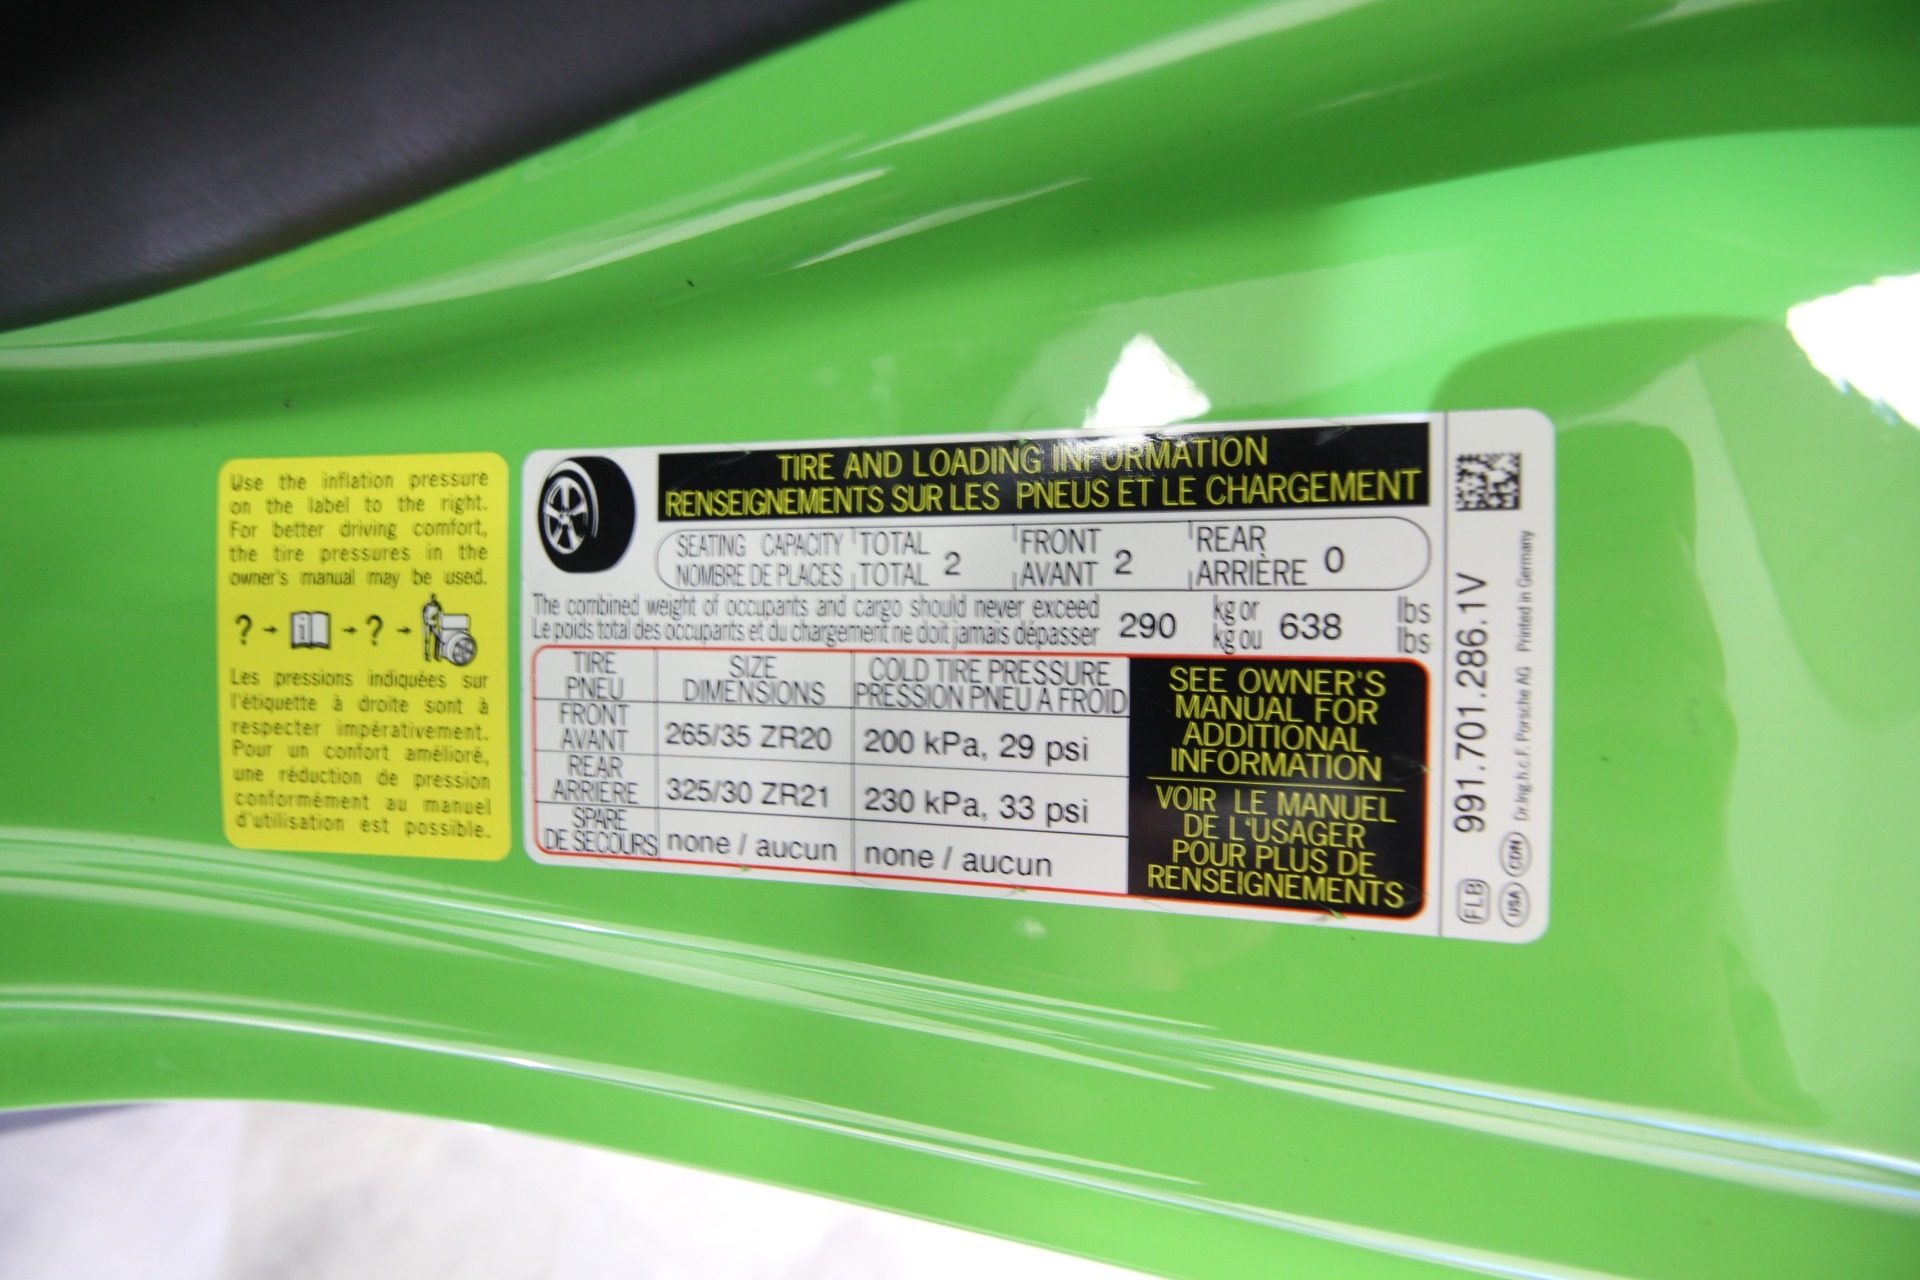 Use the inflation pressure
on the label to the right.
For better driving comfort,
the tire pressures in the
owner's manual may be used.
? → i → ? →
Les pressions indiquées sur
l'étiquette à droite sont à
respecter impérativement.
Pour un confort amélioré,
une réduction de pression
conformément au manuel
d'utilisation est possible.
TIRE AND LOADING INFORMATION
RENSEIGNEMENTS SUR LES PNEUS ET LE CHARGEMENT
SEATING CAPACITY TOTAL 2 FRONT 2 REAR 0
NOMBRE DE PLACES TOTAL AVANT ARRIÈRE
The combined weight of occupants and cargo should never exceed 290 kg or 638 lbs
Le poids total des occupants et du chargement ne doit jamais dépasser kg ou lbs
TIRE SIZE COLD TIRE PRESSURE
PNEU DIMENSIONS PRESSION PNEU A FROID
FRONT
AVANT 265/35 ZR20 200 kPa, 29 psi
REAR
ARRIÈRE 325/30 ZR21 230 kPa, 33 psi
SPARE
DE SECOURS none / aucun none / aucun
SEE OWNER'S
MANUAL FOR
ADDITIONAL
INFORMATION
VOIR LE MANUEL
DE L'USAGER
POUR PLUS DE
RENSEIGNEMENTS
991.701.286.1V
FLB
USA CDN Dr.Ing.h.c.F. Porsche AG Printed in Germany